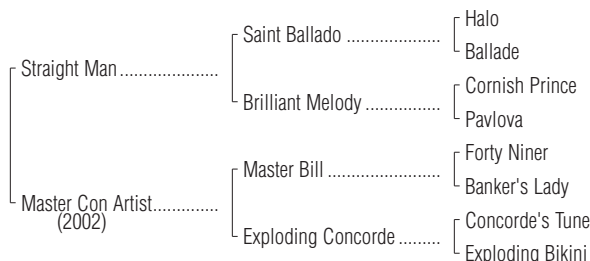 Halo
Saint Ballado ....................
Ballade
Straight Man .....................
Cornish Prince
Brilliant Melody ................
Pavlova
Forty Niner
Master Bill ........................
Banker's Lady
Master Con Artist..............
(2002)
Concorde's Tune
Exploding Concorde .........
Exploding Bikini